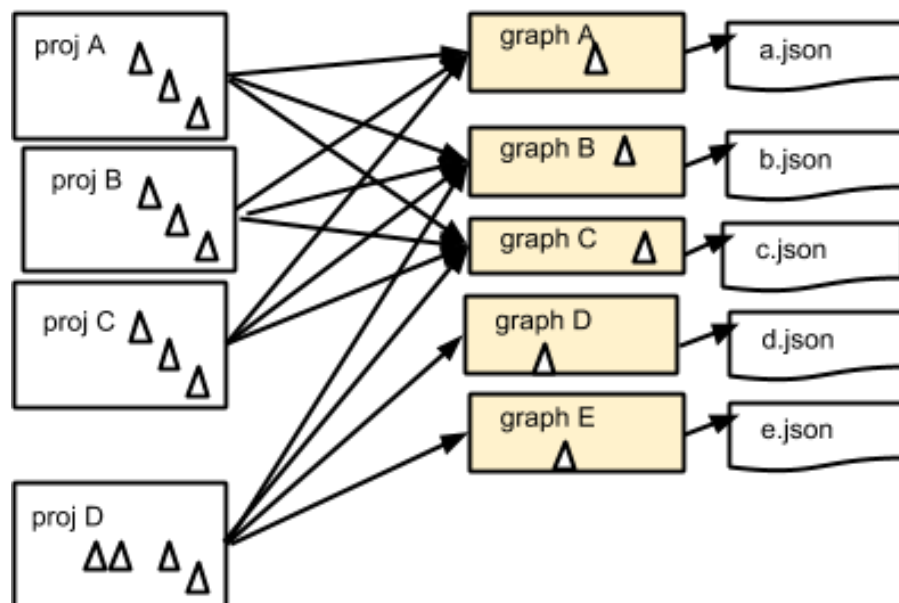 proj A
proj B
proj C
proj D
graph A
graph B
graph C
graph D
graph E
a.json
b.json
c.json
d.json
e.json